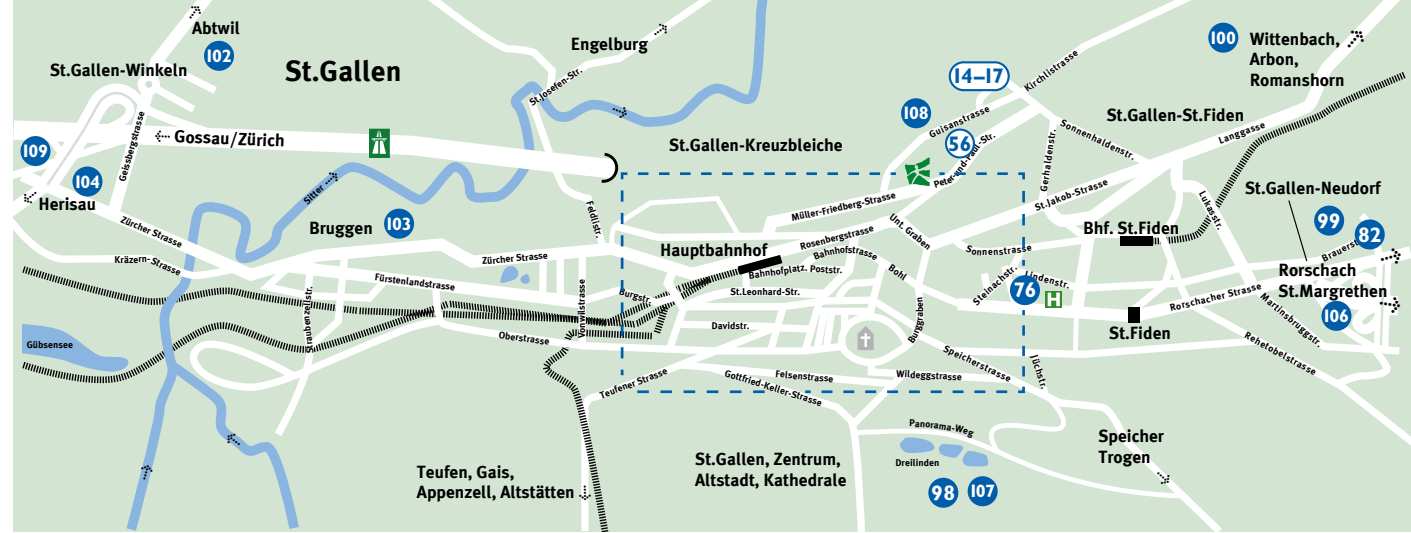 Abtwil
102
St.Gallen-Winkeln
St.Gallen
Engelburg
St.Josefen-Str.
100
Wittenbach,
Arbon,
Romanshorn
14–17
Kirchlistrasse
108
Guisanstrasse
56
Peter-und-Paul-Str.
St.Gallen-St.Fiden
Sonnenhaldenstr.
Langgasse
Gossau/Zürich
Geissbergstrasse
St.Gallen-Kreuzbleiche
Gerhaldenstr.
109
104
Herisau
Sitter
St.Jakob-Strasse
St.Gallen-Neudorf
Lukasstr.
99
82
Brauerstr.
Müller-Friedberg-Strasse
Zürcher Strasse
Bruggen
103
Feldlistr.
Unt. Graben
Bhf. St.Fiden
Rosenbergstrasse
Hauptbahnhof
Sonnenstrasse
Kräzern-Strasse
Zürcher Strasse
Bahnhofstrasse
Bahnhofplatz.
Poststr.
Bohl
Rorschach
St.Margrethen
Fürstenlandstrasse
Steinachstr.
Lindenstr.
76
H
Rorschacher Strasse
Burgstr.
St.Leonhard-Str.
Martinsbruggstr.
106
Straubenzellstr.
Vonwilstrasse
Davidstr.
Burggraben
St.Fiden
Oberstrasse
Rehetobelstrasse
Gübsensee
Speicherstrasse
Jüchstr.
Teufener Strasse
Gottfried-Keller-Strasse
Felsenstrasse
Wildeggstrasse
Panorama-Weg
Speicher
Trogen
Dreilinden
St.Gallen, Zentrum,
Altstadt, Kathedrale
Teufen, Gais,
Appenzell, Altstätten
98
107